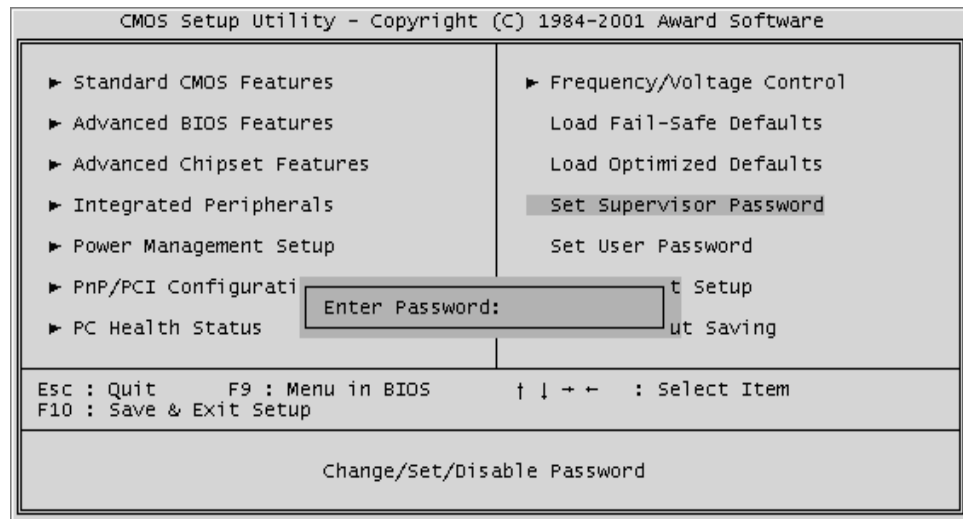 CMOS Setup Utility - Copyright (C) 1984-2001 Award Software
► Standard CMOS Features
► Advanced BIOS Features
► Advanced Chipset Features
► Integrated Peripherals
► Power Management Setup
► PnP/PCI Configurati
► PC Health Status
► Frequency/Voltage Control
Load Fail-Safe Defaults
Load Optimized Defaults
Set Supervisor Password
Set User Password
t Setup
ut Saving
Enter Password:
Esc : Quit F9 : Menu in BIOS ↑ ↓ → ← : Select Item
F10 : Save & Exit Setup
Change/Set/Disable Password